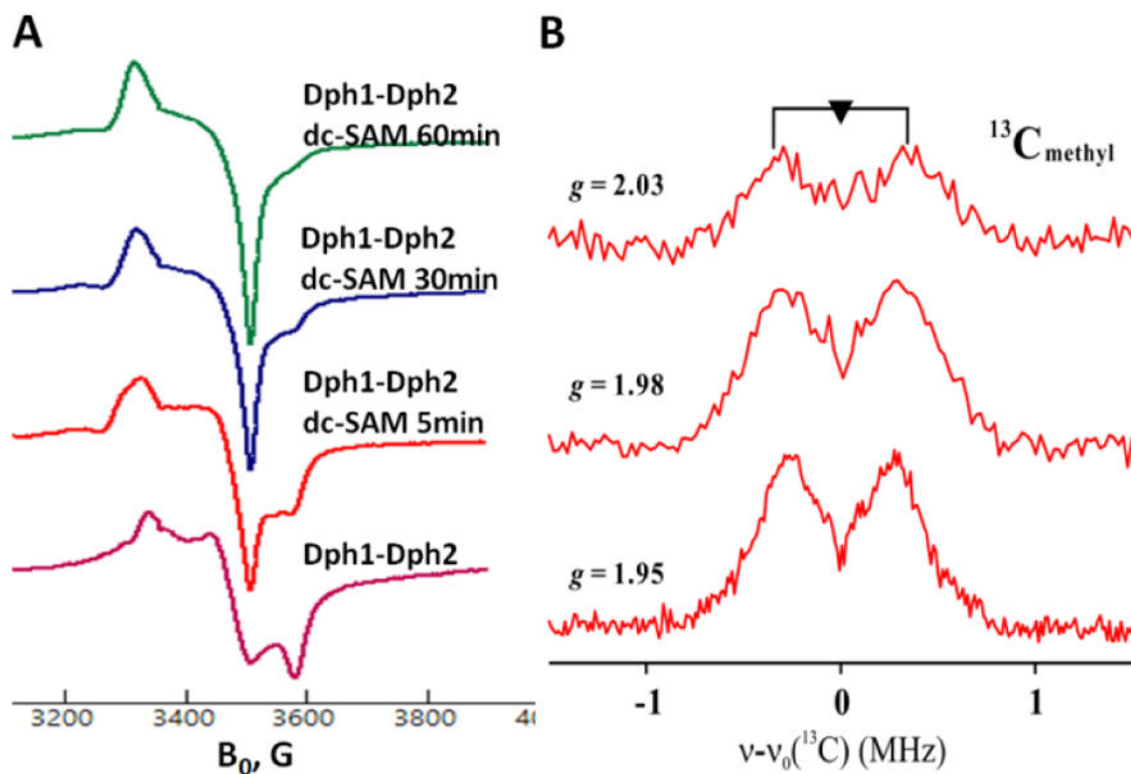 A
Dph1-Dph2
dc-SAM 60min
Dph1-Dph2
dc-SAM 30min
Dph1-Dph2
dc-SAM 5min
Dph1-Dph2
3200 3400 3600 3800 40
B₀, G
B
¹³Cmethyl
g = 2.03
g = 1.98
g = 1.95
-1 0 1
ν-ν₀(¹³C) (MHz)